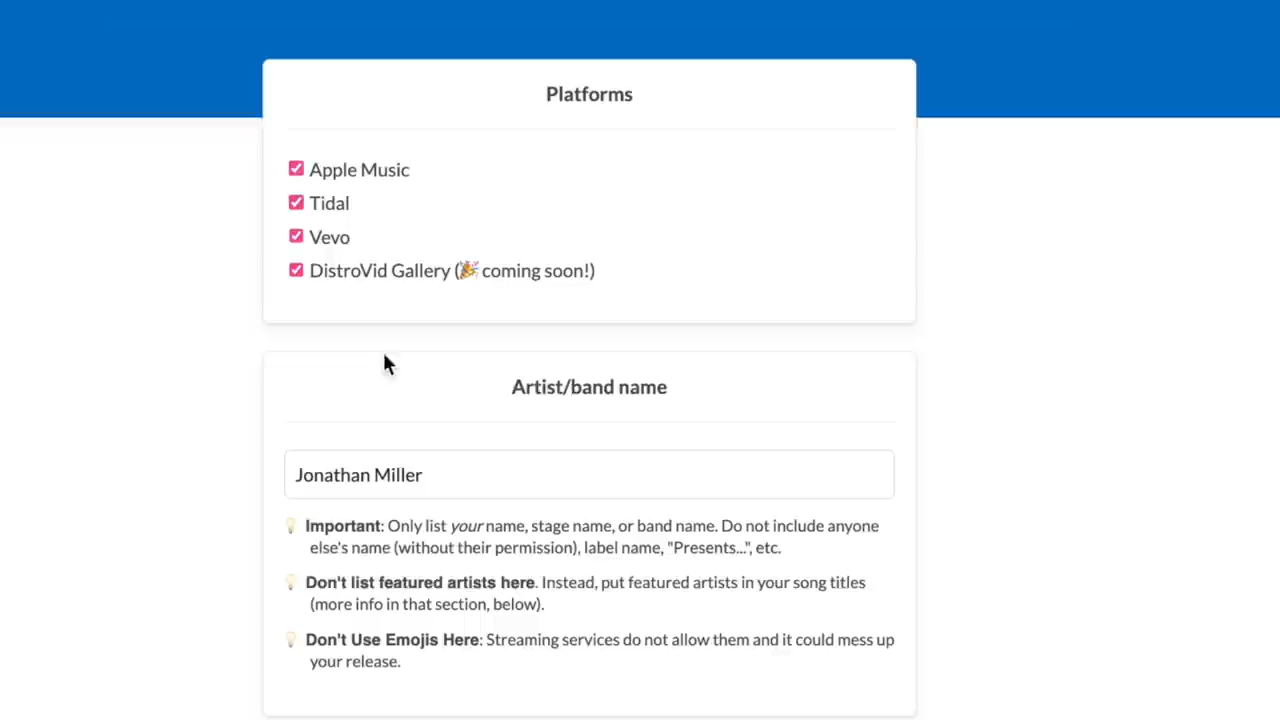 Platforms
Apple Music
Tidal
Vevo
DistroVid Gallery (🎉 coming soon!)
Artist/band name
Jonathan Miller
💡 Important: Only list your name, stage name, or band name. Do not include anyone
else's name (without their permission), label name, "Presents...", etc.
💡 Don't list featured artists here. Instead, put featured artists in your song titles
(more info in that section, below).
💡 Don't Use Emojis Here: Streaming services do not allow them and it could mess up
your release.